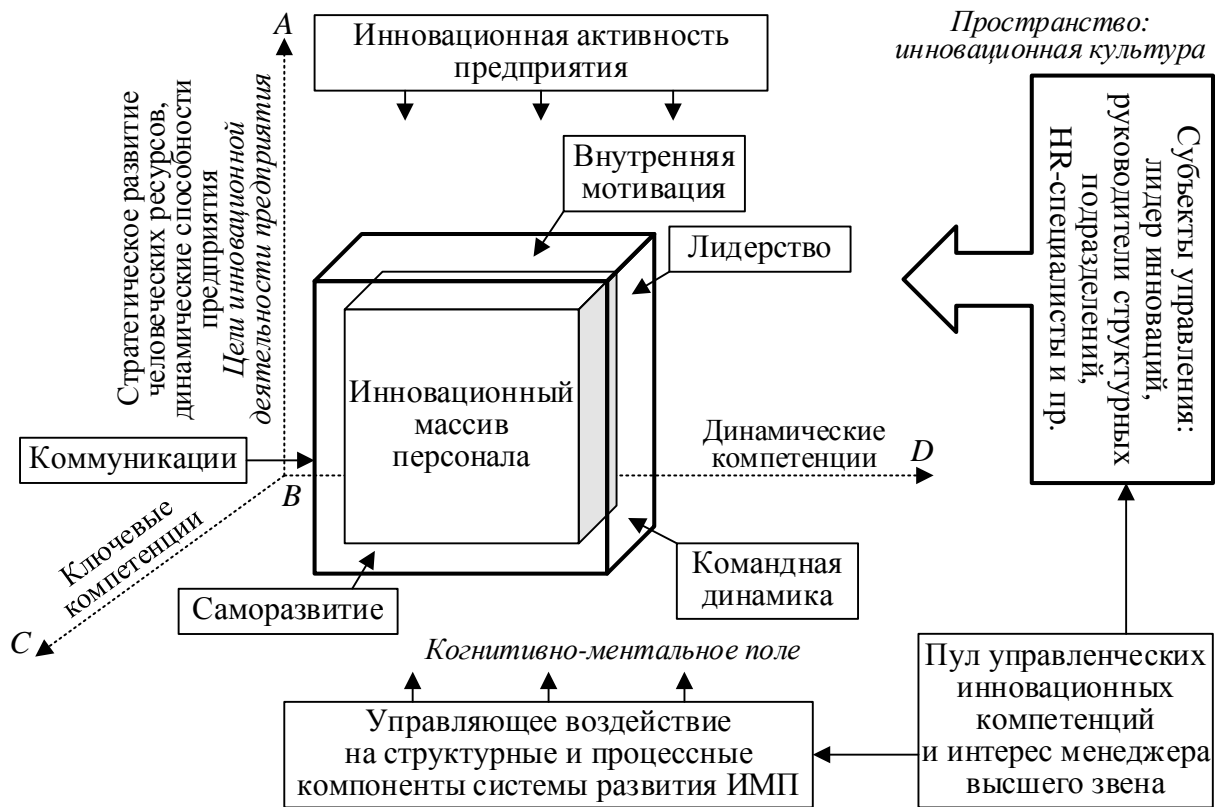 A
Инновационная активность
предприятия
Пространство:
инновационная культура
Стратегическое развитие
человеческих ресурсов,
динамические способности
предприятия
Цели инновационной
деятельности предприятия
Внутренняя
мотивация
Лидерство
Субъекты управления:
лидер инноваций,
руководители структурных
подразделений,
HR-специалисты и пр.
Инновационный
массив
персонала
Коммуникации
B
Динамические
компетенции
D
Ключевые
компетенции
C
Саморазвитие
Командная
динамика
Когнитивно-ментальное поле
Управляющее воздействие
на структурные и процессные
компоненты системы развития ИМП
Пул управленческих
инновационных
компетенций
и интерес менеджера
высшего звена